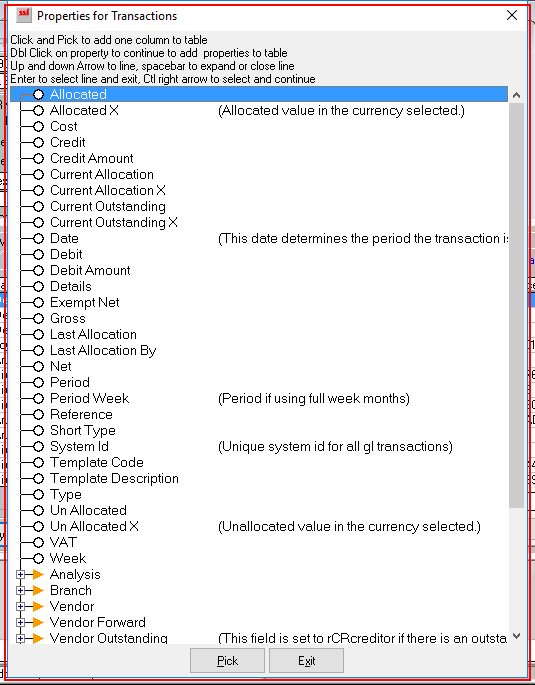 Properties for Transactions
Click and Pick to add one column to table
Dbl Click on property to continue to add properties to table
Up and down Arrow to line, spacebar to expand or close line
Enter to select line and exit, Ctl right arrow to select and continue
Allocated
Allocated X (Allocated value in the currency selected.)
Cost
Credit
Credit Amount
Current Allocation
Current Allocation X
Current Outstanding
Current Outstanding X
Date (This date determines the period the transaction is
Debit
Debit Amount
Details
Exempt Net
Gross
Last Allocation
Last Allocation By
Net
Period
Period Week (Period if using full week months)
Reference
Short Type
System Id (Unique system id for all gl transactions)
Template Code
Template Description
Type
Un Allocated
Un Allocated X (Unallocated value in the currency selected.)
VAT
Week
Analysis
Branch
Vendor
Vendor Forward
Vendor Outstanding (This field is set to rCRcreditor if there is an outsta
Pick Exit